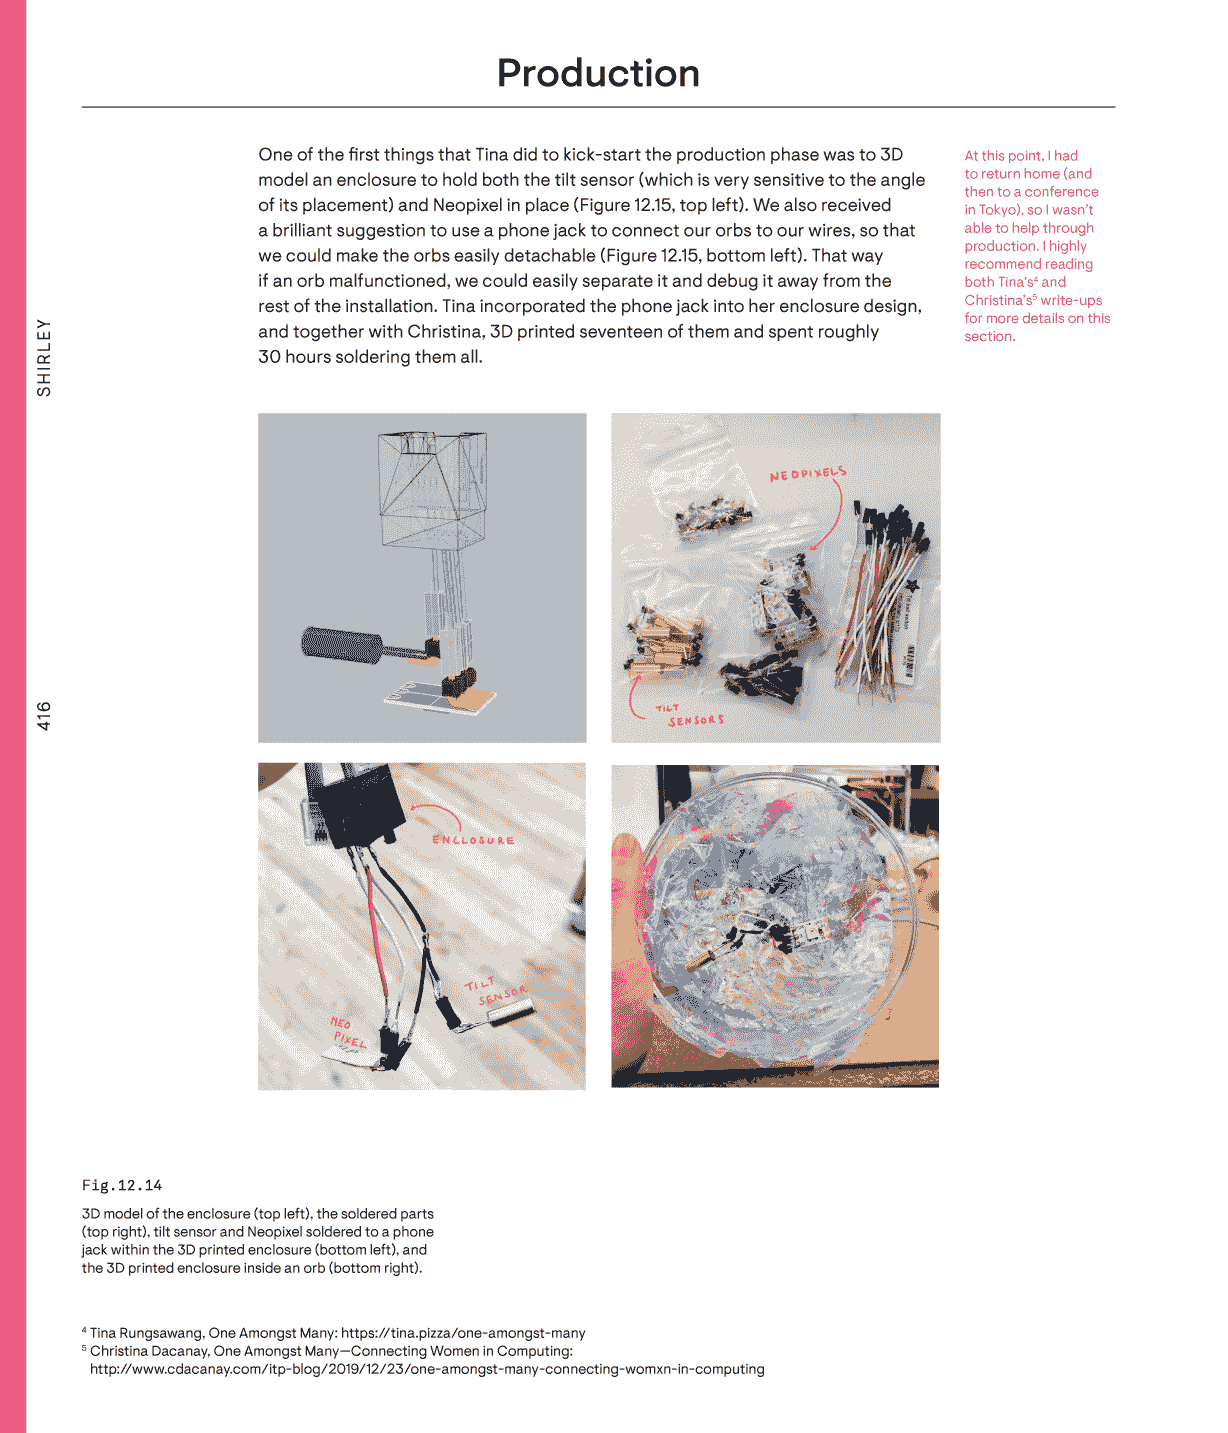 Production
One of the first things that Tina did to kick-start the production phase was to 3D
model an enclosure to hold both the tilt sensor (which is very sensitive to the angle
of its placement) and Neopixel in place (Figure 12.15, top left). We also received
a brilliant suggestion to use a phone jack to connect our orbs to our wires, so that
we could make the orbs easily detachable (Figure 12.15, bottom left). That way
if an orb malfunctioned, we could easily separate it and debug it away from the
rest of the installation. Tina incorporated the phone jack into her enclosure design,
and together with Christina, 3D printed seventeen of them and spent roughly
30 hours soldering them all.
At this point, I had
to return home (and
then to a conference
in Tokyo), so I wasn't
able to help through
production. I highly
recommend reading
both Tina's⁴ and
Christina's⁵ write-ups
for more details on this
section.
SHIRLEY
416
NEOPIXELS
TILT
SENSORS
ENCLOSURE
TILT
SENSOR
NEO
PIXEL
Fig.12.14
3D model of the enclosure (top left), the soldered parts
(top right), tilt sensor and Neopixel soldered to a phone
jack within the 3D printed enclosure (bottom left), and
the 3D printed enclosure inside an orb (bottom right).
⁴ Tina Rungsawang, One Amongst Many: https://tina.pizza/one-amongst-many
⁵ Christina Dacanay, One Amongst Many—Connecting Women in Computing:
http://www.cdacanay.com/itp-blog/2019/12/23/one-amongst-many-connecting-womxn-in-computing